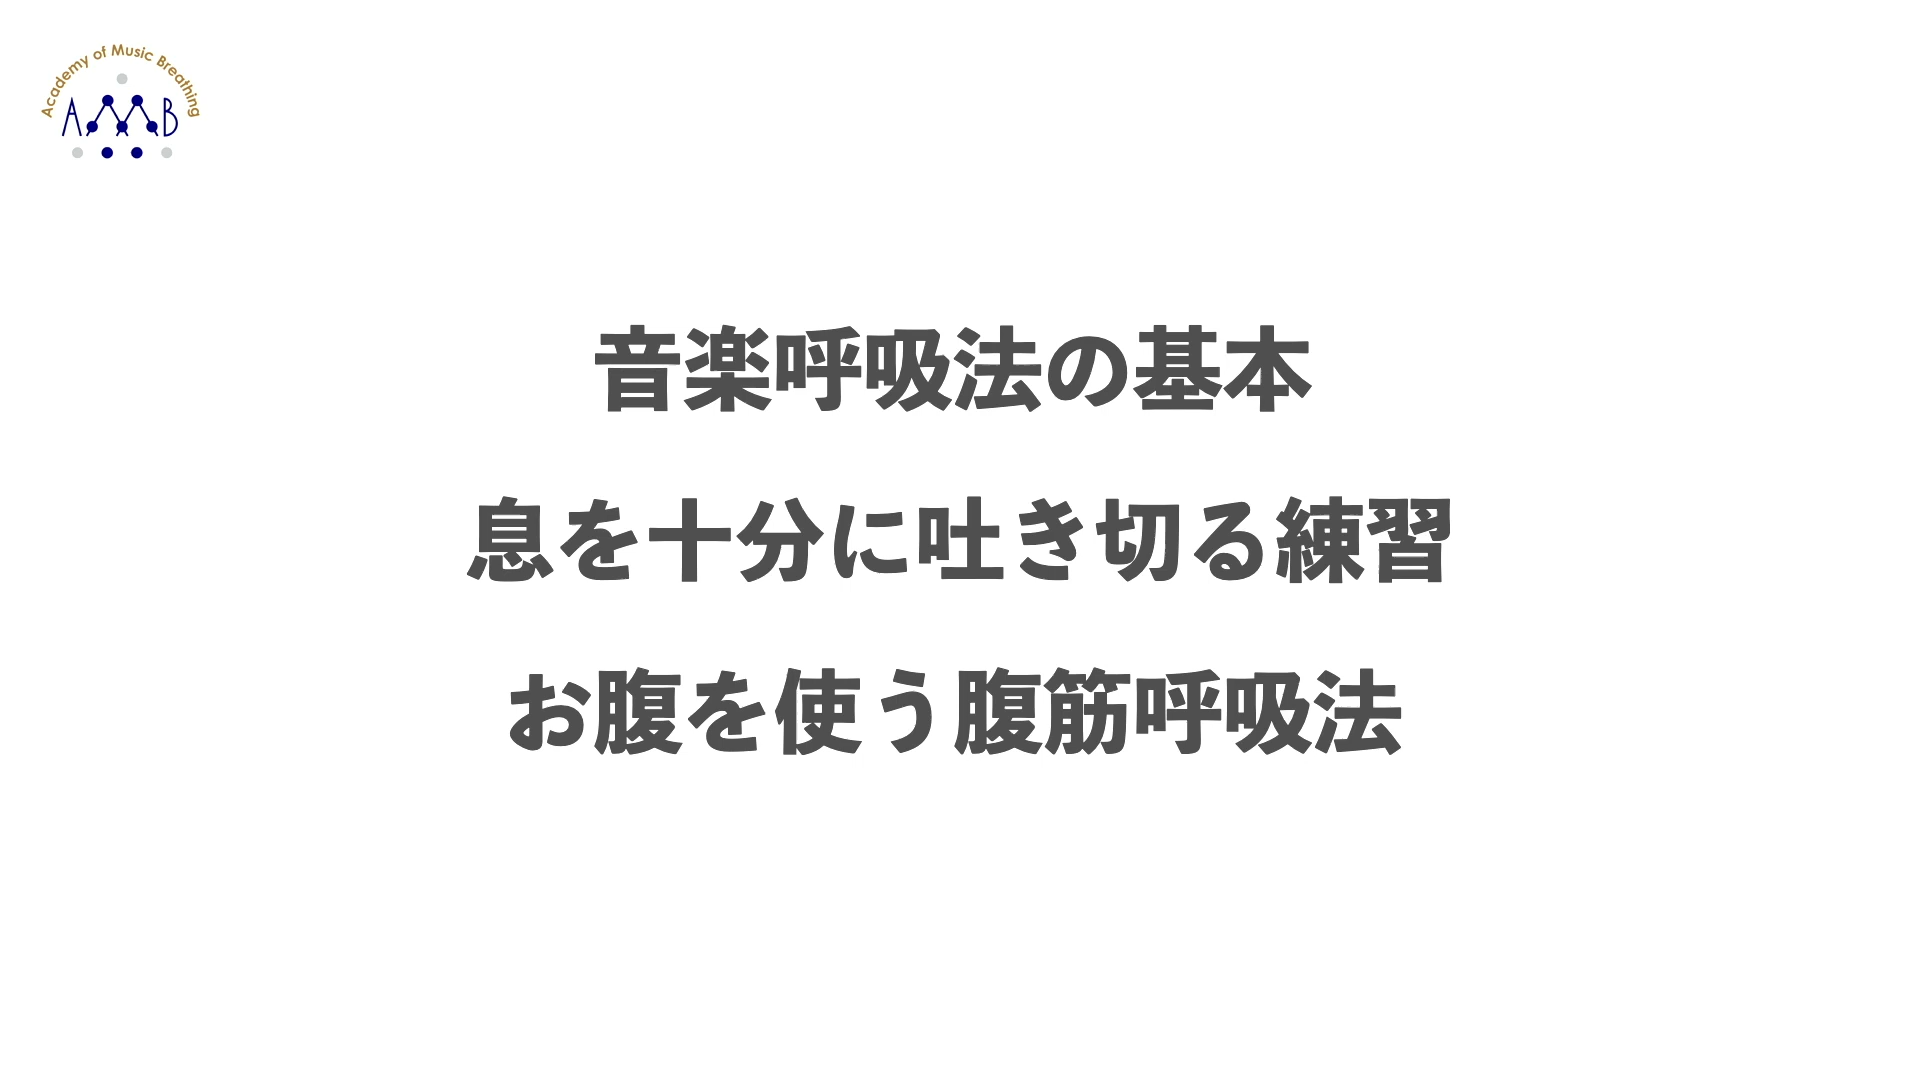 Academy of Music Breathing
AMB
音楽呼吸法の基本
息を十分に吐き切る練習
お腹を使う腹筋呼吸法